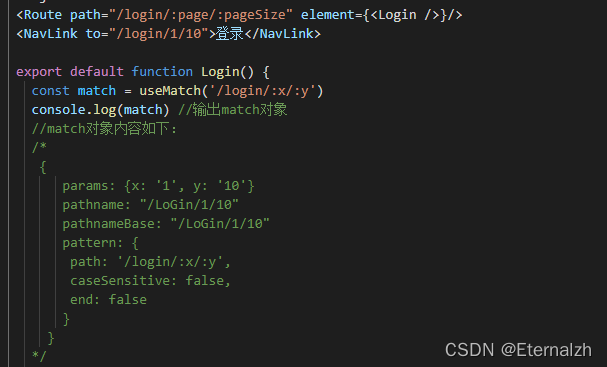 <Route path="/login/:page/:pageSize" element={<Login />}/>
<NavLink to="/login/1/10">登录</NavLink>
export default function Login() {
const match = useMatch('/login/:x/:y')
console.log(match) //输出match对象
//match对象内容如下：
/*
{
params: {x: '1', y: '10'}
pathname: "/LoGin/1/10"
pathnameBase: "/LoGin/1/10"
pattern: {
path: '/login/:x/:y',
caseSensitive: false,
end: false
}
}
*/
CSDN @Eternalzh